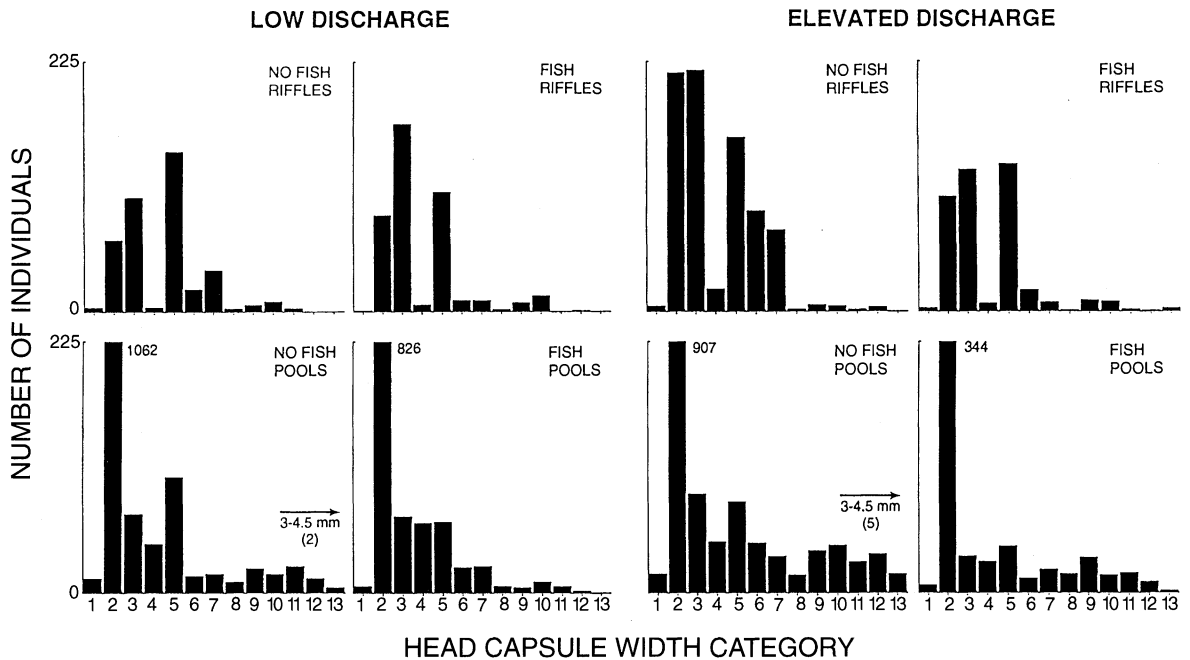 LOW DISCHARGE
ELEVATED DISCHARGE
NUMBER OF INDIVIDUALS
225
0
NO FISH
RIFFLES
FISH
RIFFLES
NO FISH
RIFFLES
FISH
RIFFLES
225
0
1062
NO FISH
POOLS
3-4.5 mm
(2)
826
FISH
POOLS
907
NO FISH
POOLS
3-4.5 mm
(5)
344
FISH
POOLS
1 2 3 4 5 6 7 8 9 10 11 12 13
1 2 3 4 5 6 7 8 9 10 11 12 13
1 2 3 4 5 6 7 8 9 10 11 12 13
1 2 3 4 5 6 7 8 9 10 11 12 13
HEAD CAPSULE WIDTH CATEGORY